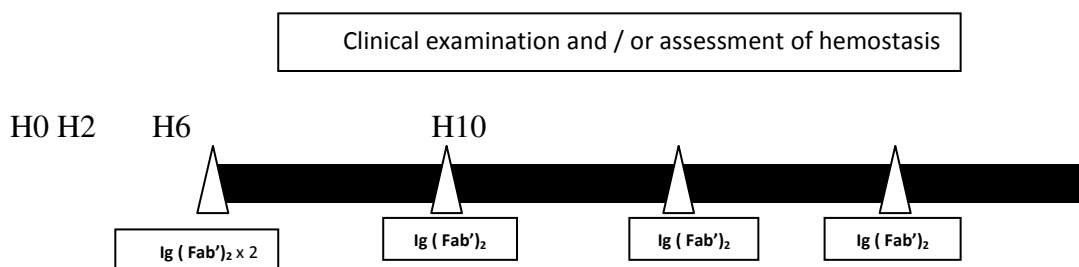 Clinical examination and / or assessment of hemostasis
H0 H2 H6 H10
Ig ( Fab')₂ x 2
Ig ( Fab')₂
Ig ( Fab')₂
Ig ( Fab')₂